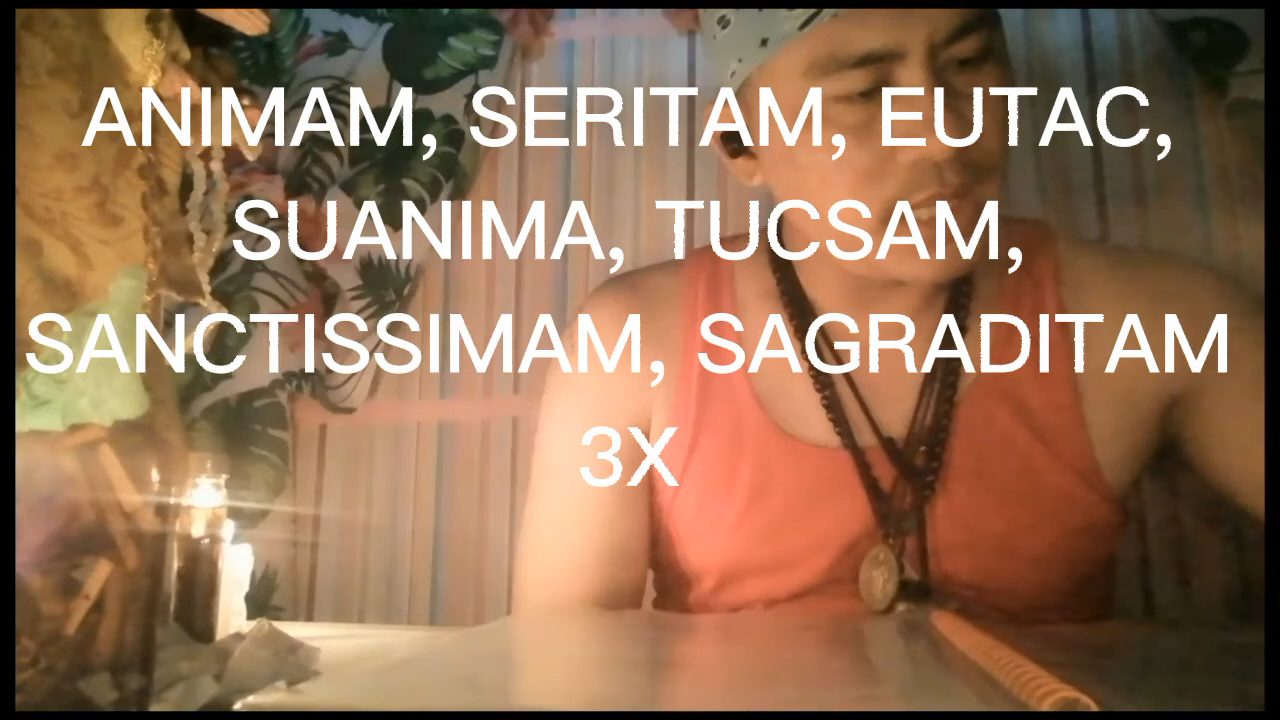 ANIMAM, SERITAM, EUTAC,
SUANIMA, TUCSAM,
SANCTISSIMAM, SAGRADITAM
3X